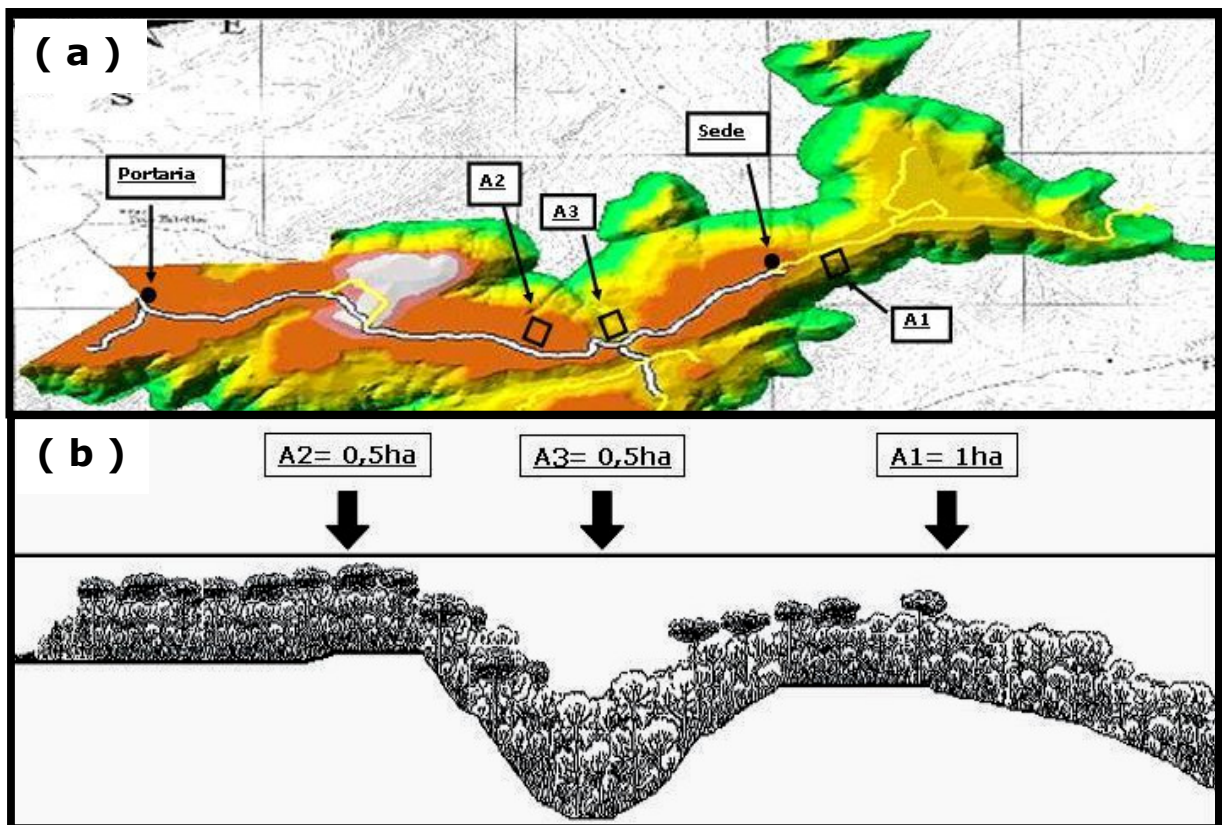 ( a )
E
S
Sede
Portaria
A2
A3
A1
( b )
A2= 0,5ha
A3= 0,5ha
A1= 1ha